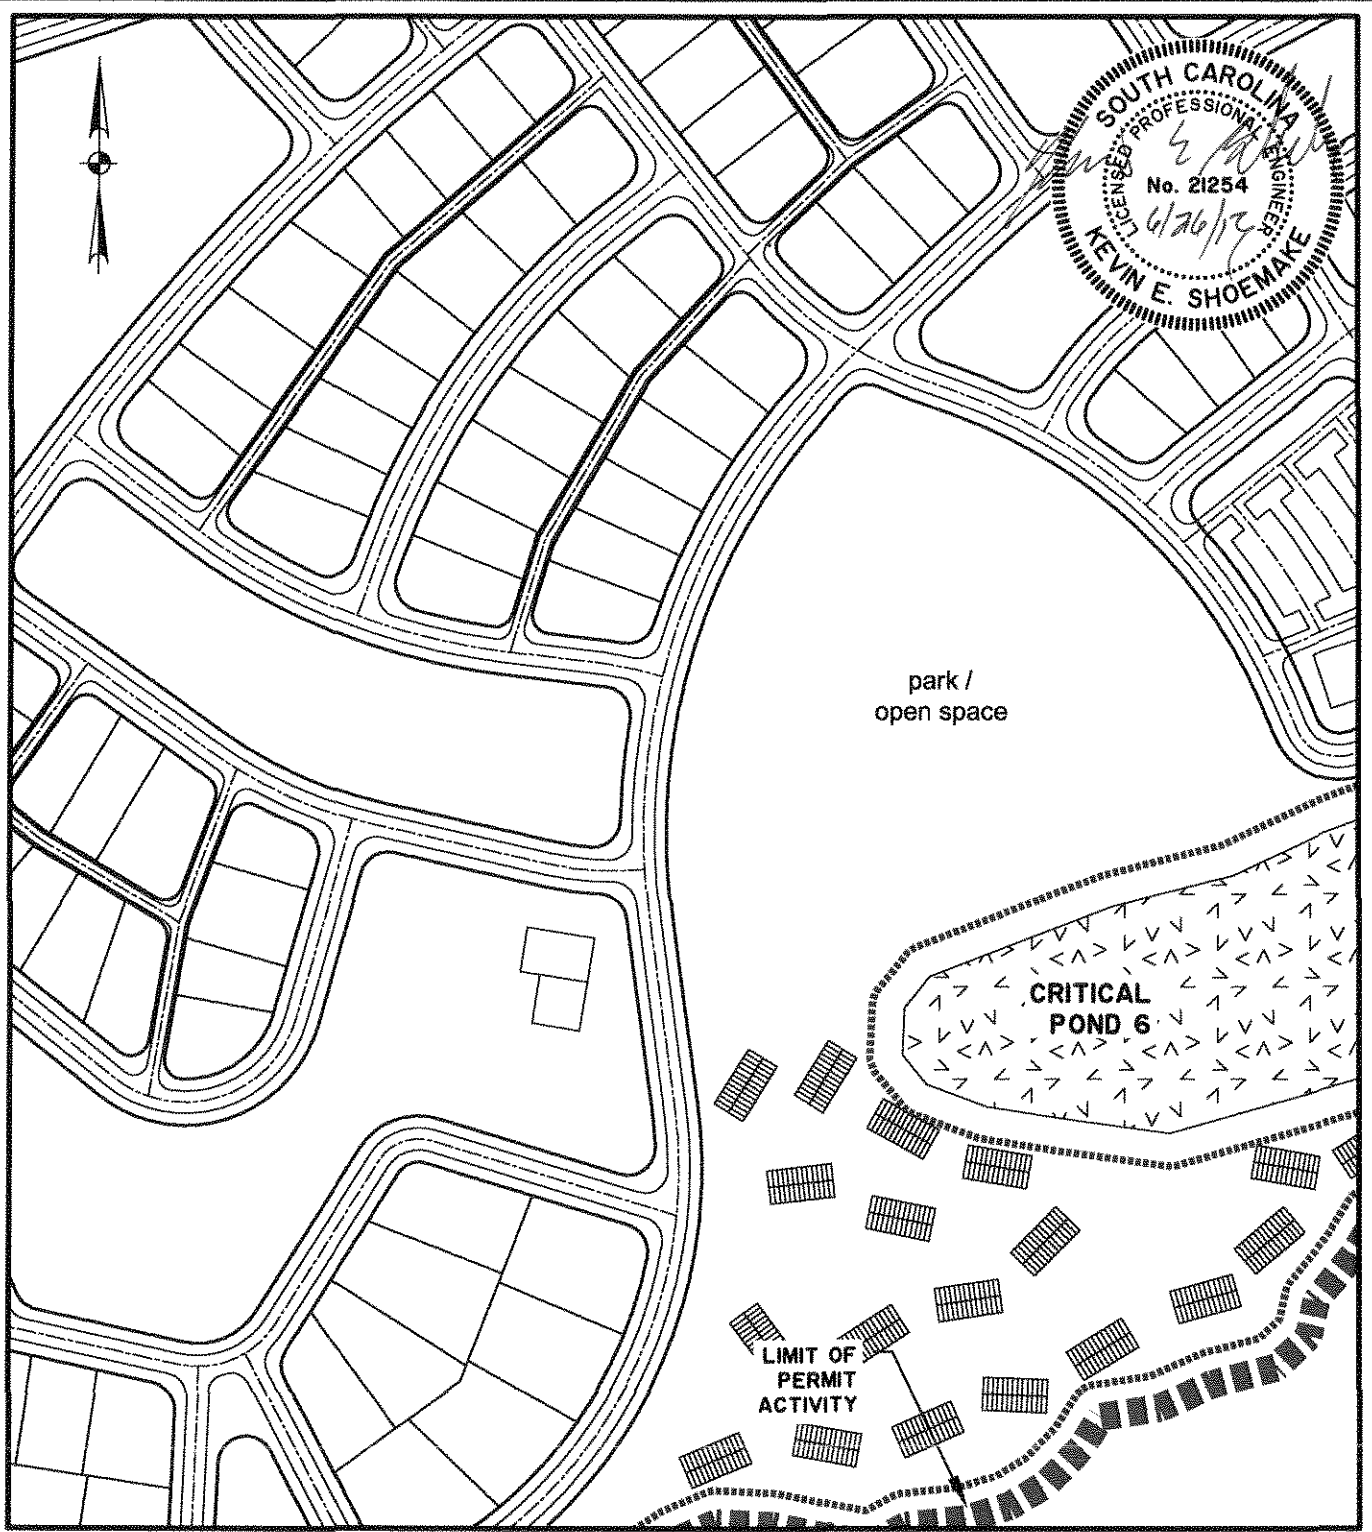 SOUTH CAROLINA
LICENSED PROFESSIONAL ENGINEER
No. 21254
KEVIN E. SHOEMAKE
park /
open space
CRITICAL
POND 6
LIMIT OF
PERMIT
ACTIVITY